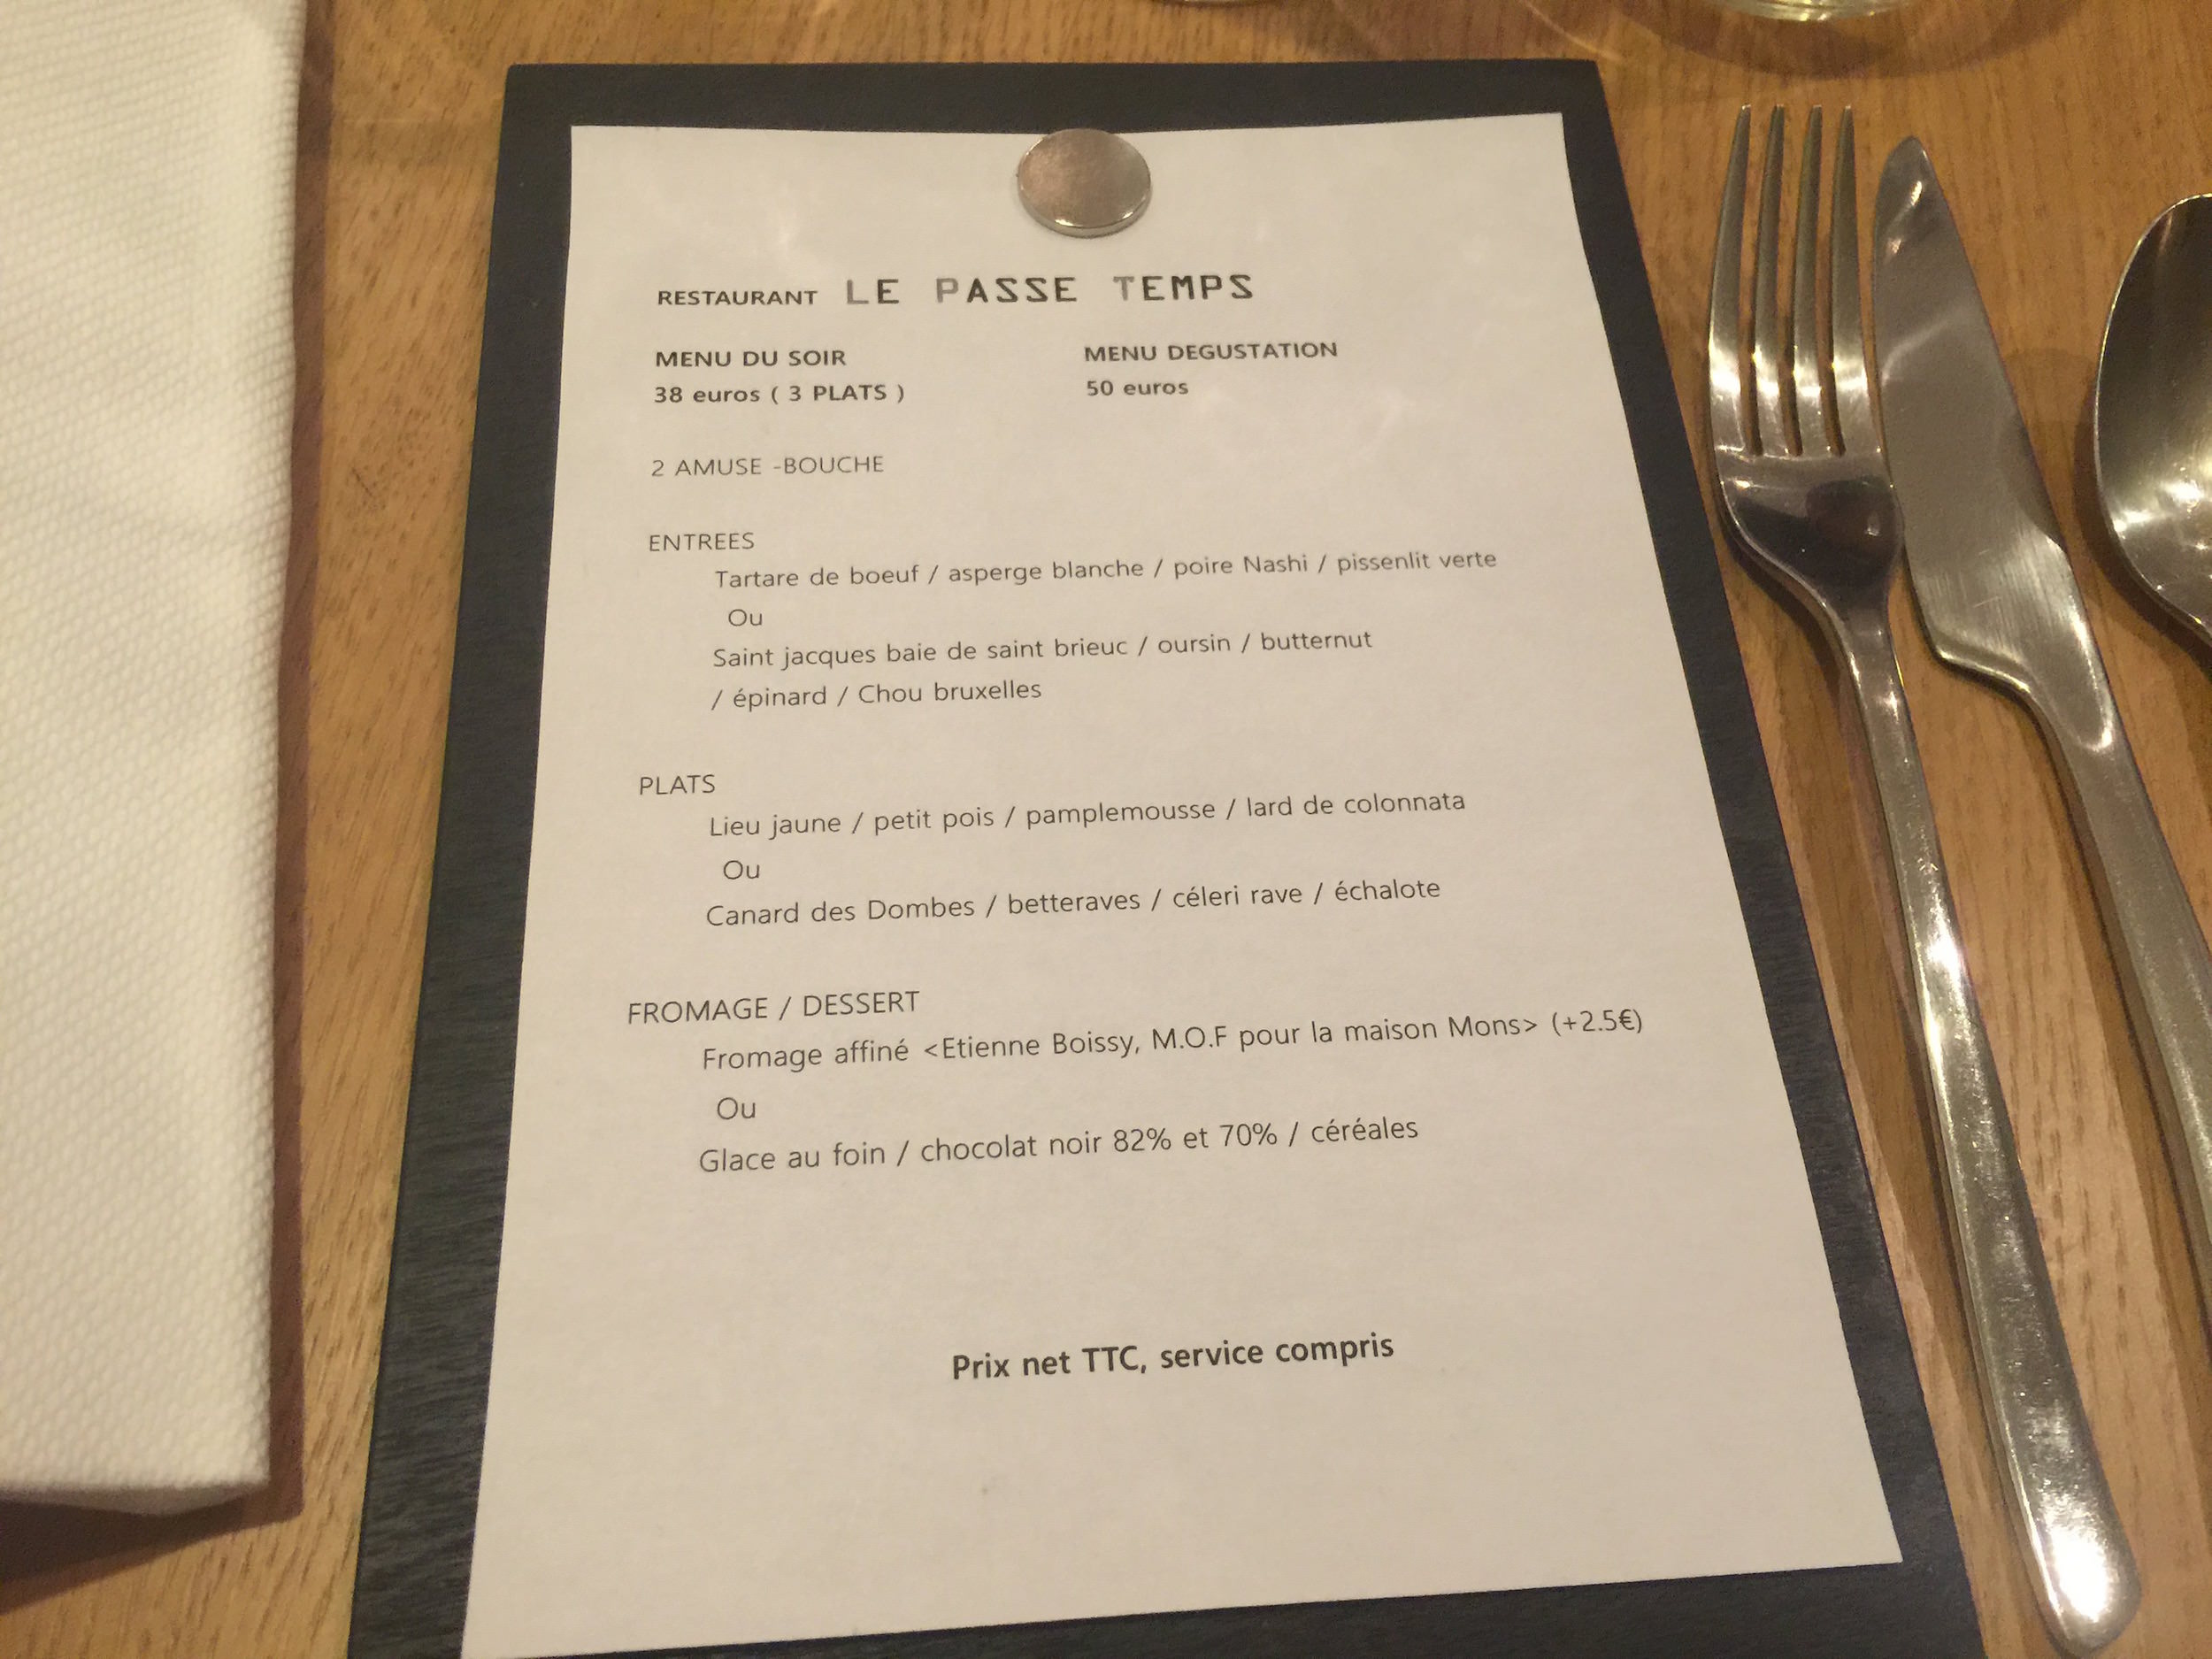 RESTAURANT LE PASSE TEMPS
MENU DU SOIR MENU DEGUSTATION
38 euros ( 3 PLATS ) 50 euros
2 AMUSE -BOUCHE
ENTREES
Tartare de boeuf / asperge blanche / poire Nashi / pissenlit verte
Ou
Saint jacques baie de saint brieuc / oursin / butternut
/ épinard / Chou bruxelles
PLATS
Lieu jaune / petit pois / pamplemousse / lard de colonnata
Ou
Canard des Dombes / betteraves / céleri rave / échalote
FROMAGE / DESSERT
Fromage affiné <Etienne Boissy, M.O.F pour la maison Mons> (+2.5€)
Ou
Glace au foin / chocolat noir 82% et 70% / céréales
Prix net TTC, service compris